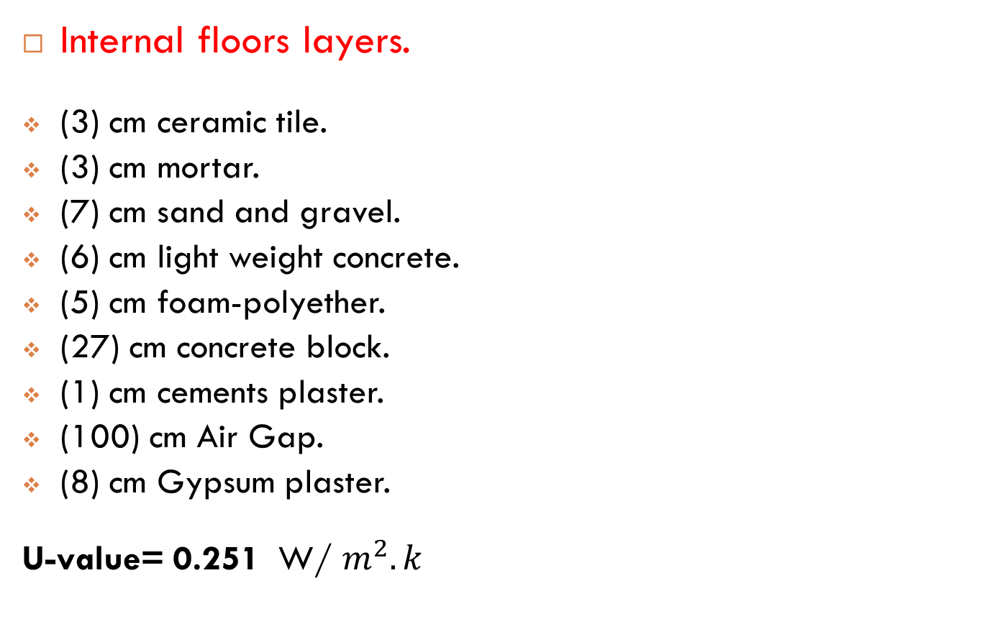 Internal floors layers.
(3) cm ceramic tile.
(3) cm mortar.
(7) cm sand and gravel.
(6) cm light weight concrete.
(5) cm foam-polyether.
(27) cm concrete block.
(1) cm cements plaster.
(100) cm Air Gap.
(8) cm Gypsum plaster.
U-value= 0.251 W/ m².k